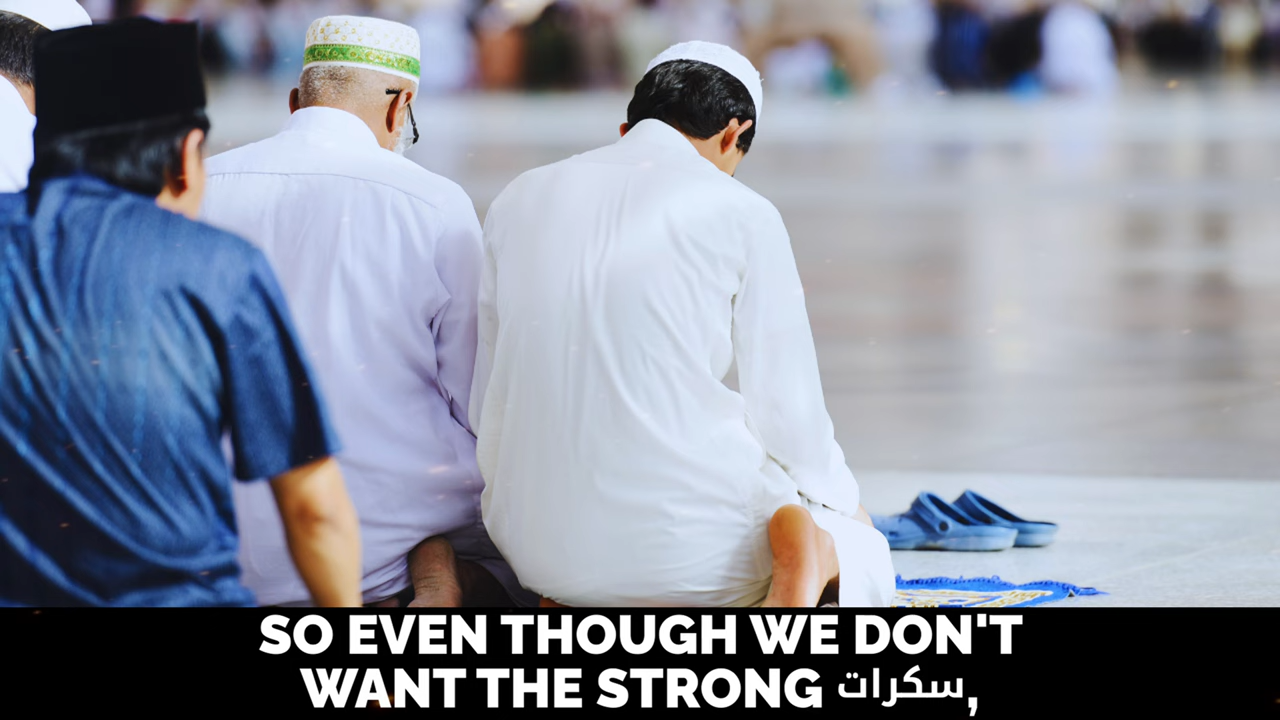 SO EVEN THOUGH WE DON'T
WANT THE STRONG سكرات,